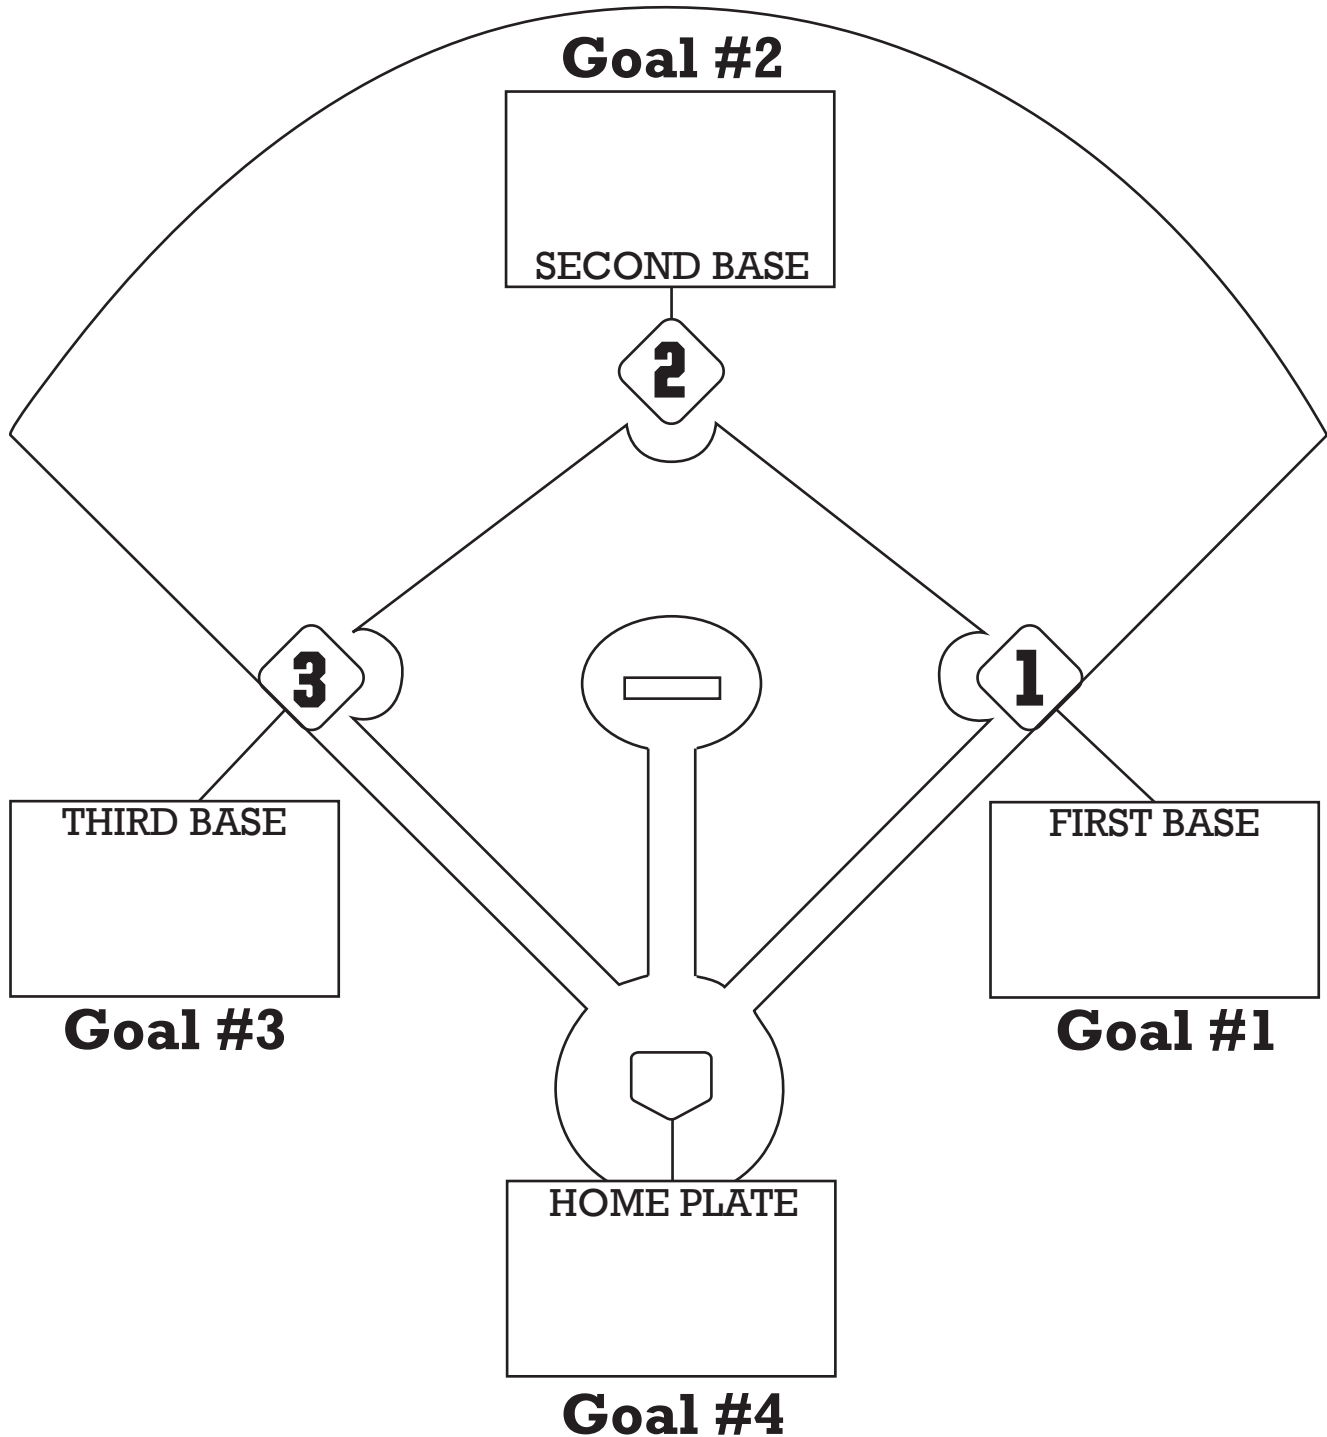 Goal #2
SECOND BASE
2
3
1
THIRD BASE
FIRST BASE
Goal #3
Goal #1
HOME PLATE
Goal #4